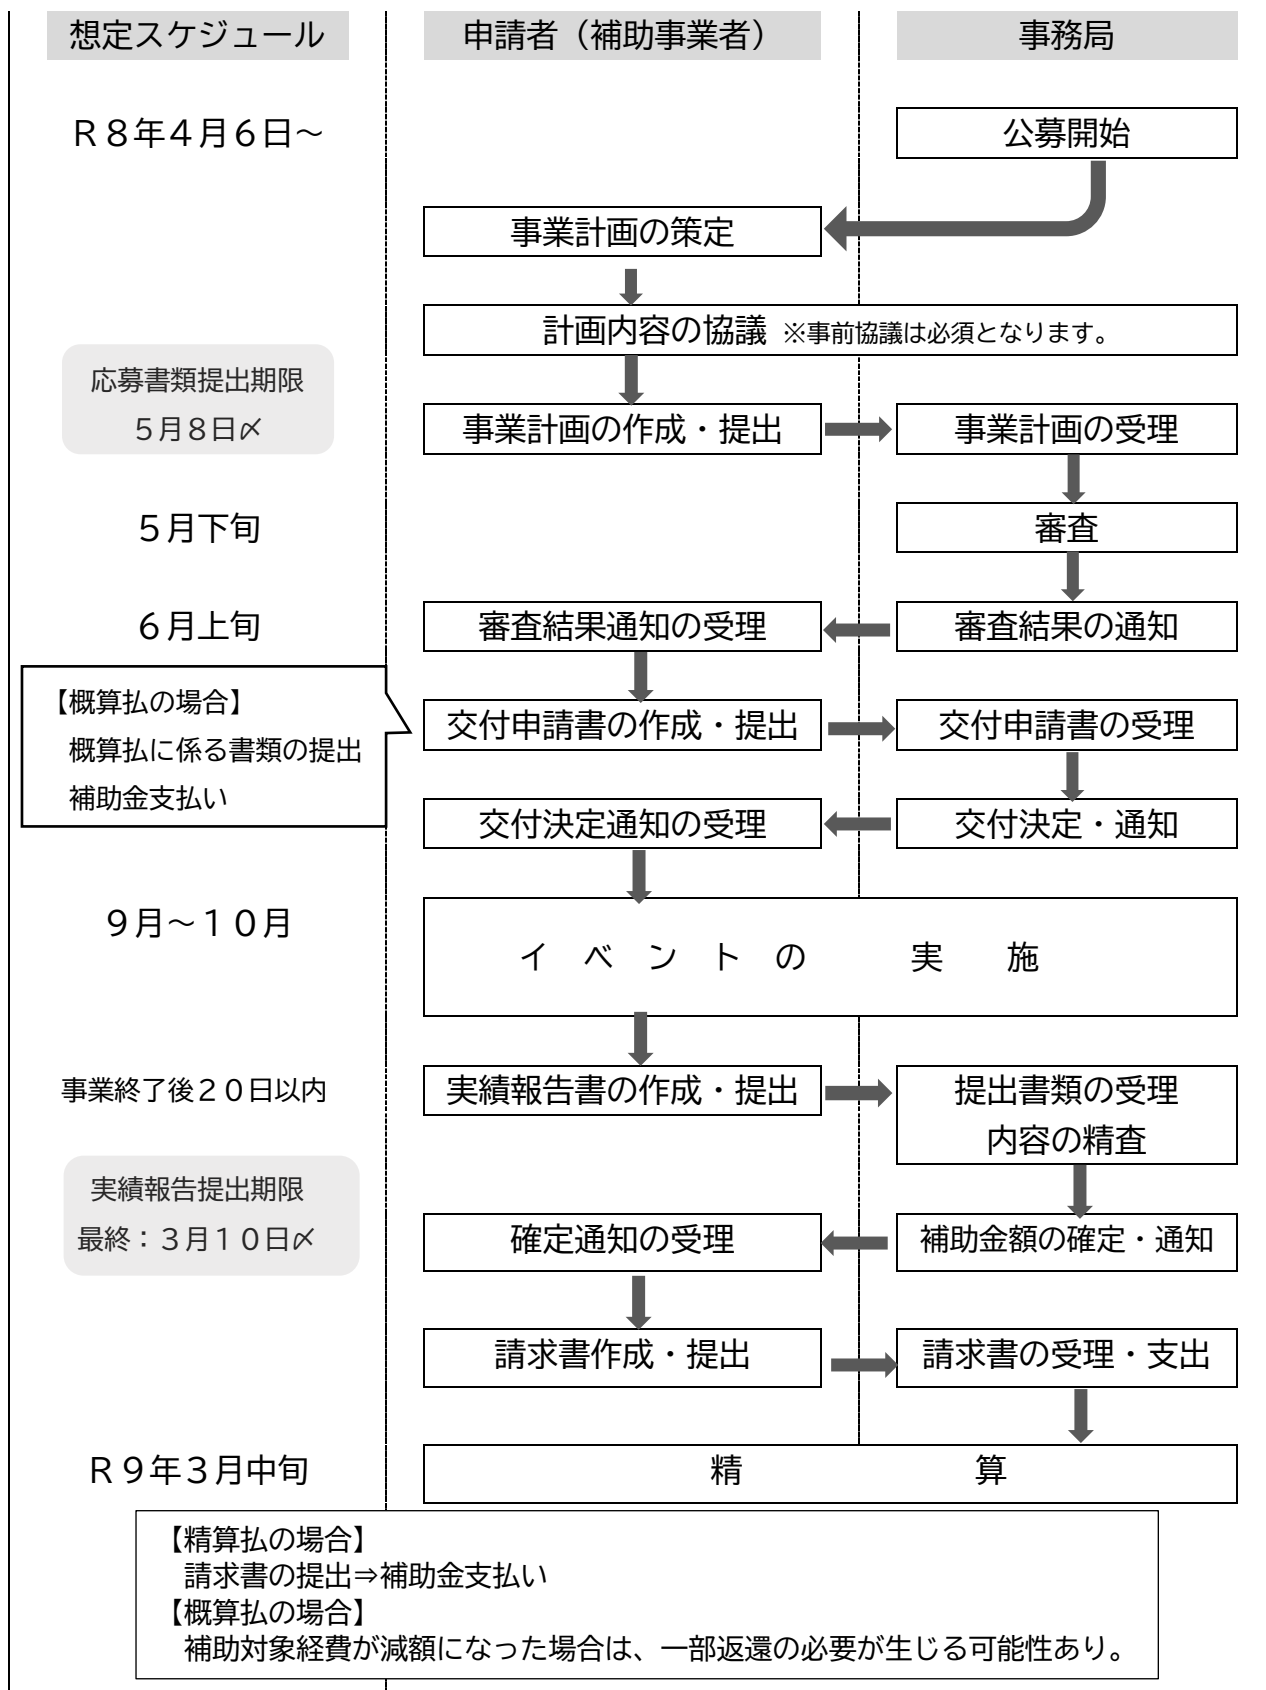 想定スケジュール
申請者（補助事業者）
事務局
Ｒ８年４月６日～
公募開始
事業計画の策定
計画内容の協議 ※事前協議は必須となります。
応募書類提出期限
５月８日〆
事業計画の作成・提出
事業計画の受理
５月下旬
審査
６月上旬
審査結果通知の受理
審査結果の通知
【概算払の場合】
概算払に係る書類の提出
補助金支払い
交付申請書の作成・提出
交付申請書の受理
交付決定通知の受理
交付決定・通知
９月～１０月
イベントの　実　施
事業終了後２０日以内
実績報告書の作成・提出
提出書類の受理
内容の精査
実績報告提出期限
最終：３月１０日〆
確定通知の受理
補助金額の確定・通知
請求書作成・提出
請求書の受理・支出
Ｒ９年３月中旬
精　算
【精算払の場合】
請求書の提出⇒補助金支払い
【概算払の場合】
補助対象経費が減額になった場合は、一部返還の必要が生じる可能性あり。